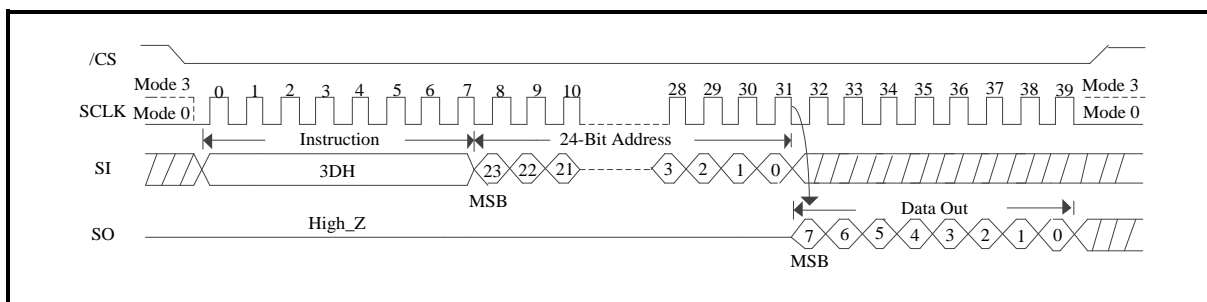 /CS
Mode 3
0 1 2 3 4 5 6 7 8 9 10 28 29 30 31 32 33 34 35 36 37 38 39
Mode 3
SCLK
Mode 0
Mode 0
Instruction
24-Bit Address
SI
3DH
23 22 21 3 2 1 0
MSB
Data Out
High_Z
SO
7 6 5 4 3 2 1 0
MSB